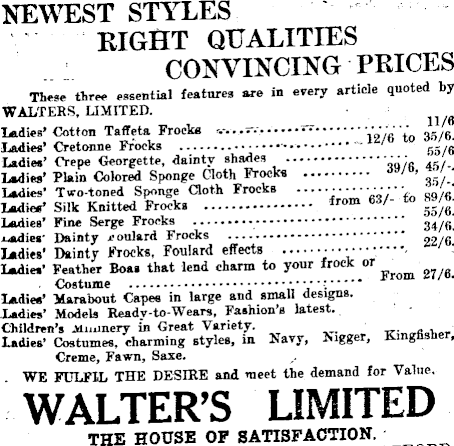 NEWEST STYLES
RIGHT QUALITIES
CONVINCING PRICES
These three essential features are in every article quoted by
WALTERS, LIMITED.
Ladies' Cotton Taffeta Frocks ........ 11/6
Ladies' Cretonne Frocks ........ 12/6 to 35/6.
Ladies' Crepe Georgette, dainty shades ........ 55/6
Ladies' Plain Colored Sponge Cloth Frocks ........ 39/6, 45/-.
Ladies' Two-toned Sponge Cloth Frocks ........ 35/-.
Ladies' Silk Knitted Frocks ........ from 63/- to 89/6.
Ladies' Fine Serge Frocks ........ 55/6.
Ladies' Dainty Foulard Frocks ........ 34/6.
Ladies' Dainty Frocks, Foulard effects ........ 22/6.
Ladies' Feather Boas that lend charm to your frock or
Costume ........ From 27/6.
Ladies' Marabout Capes in large and small designs.
Ladies' Models Ready-to-Wears, Fashion's latest.
Children's Millinery in Great Variety.
Ladies' Costumes, charming styles, in Navy, Nigger, Kingfisher,
Creme, Fawn, Saxe.
WE FULFIL THE DESIRE and meet the demand for Value.
WALTER'S LIMITED
THE HOUSE OF SATISFACTION.